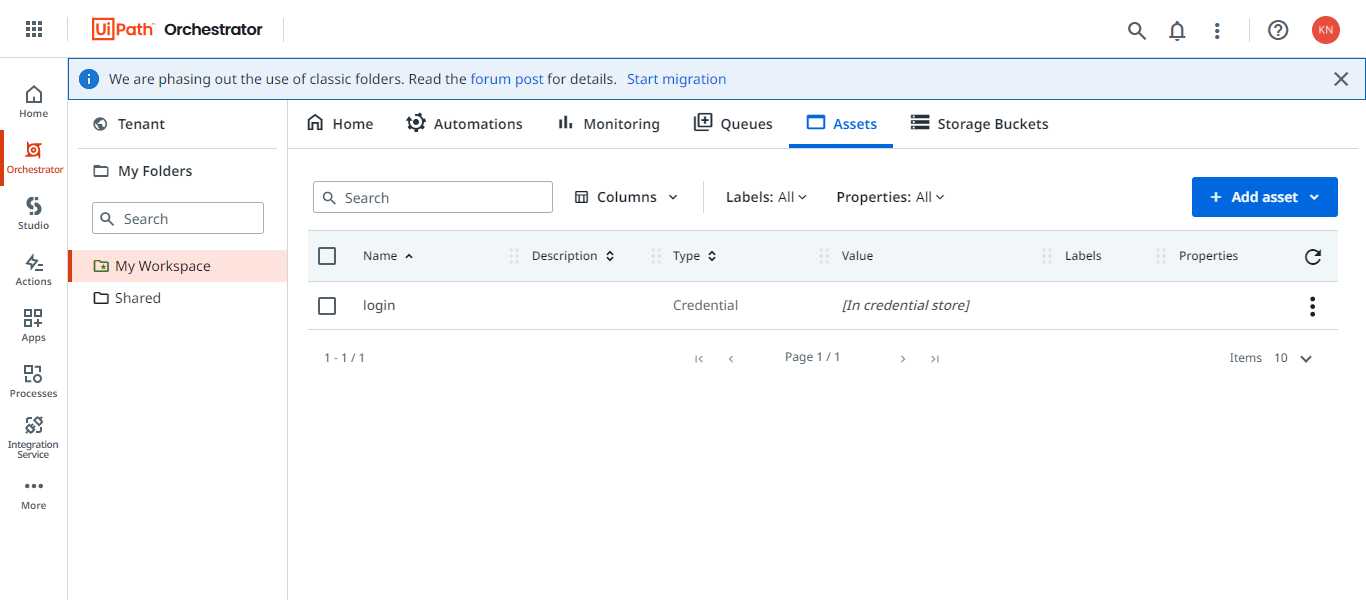 UiPath Orchestrator
KN
We are phasing out the use of classic folders. Read the forum post for details. Start migration
Home
Orchestrator
Studio
Actions
Apps
Processes
Integration
Service
More
Tenant
My Folders
Search
My Workspace
Shared
Home Automations Monitoring Queues Assets Storage Buckets
Search Columns Labels: All Properties: All + Add asset
Name Description Type Value Labels Properties
login Credential [In credential store]
1 - 1 / 1 Page 1 / 1 Items 10